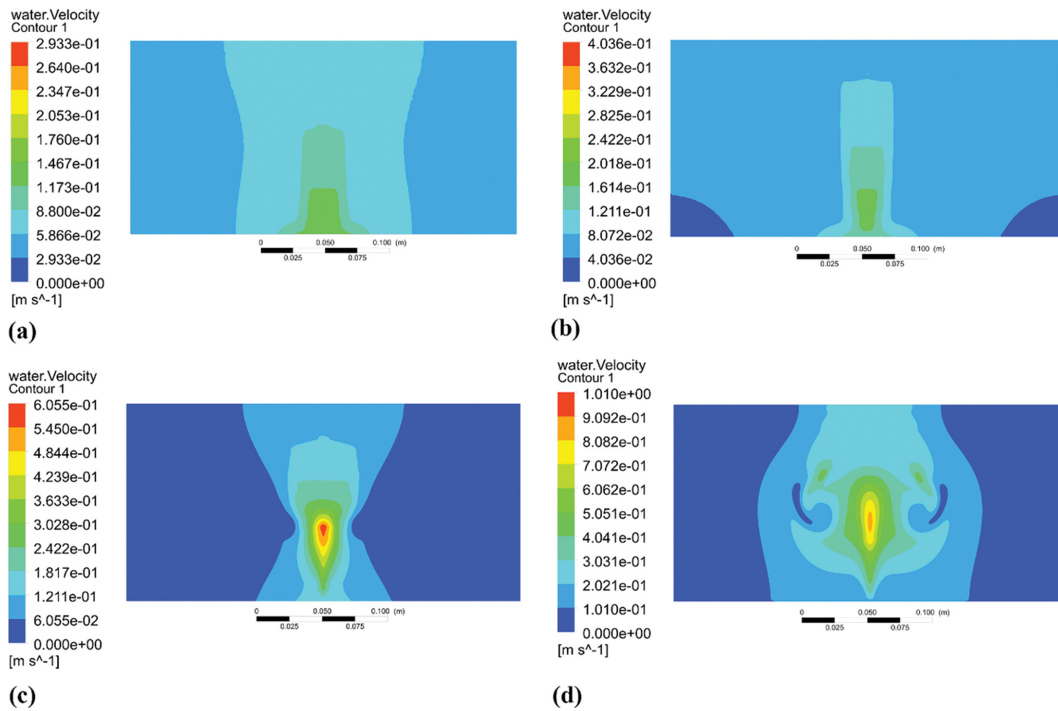 water.Velocity
Contour 1
2.933e-01
2.640e-01
2.347e-01
2.053e-01
1.760e-01
1.467e-01
1.173e-01
8.800e-02
5.866e-02
2.933e-02
0.000e+00
[m s^-1]
0 0.050 0.100 (m)
0.025 0.075
(a)
water.Velocity
Contour 1
4.036e-01
3.632e-01
3.229e-01
2.825e-01
2.422e-01
2.018e-01
1.614e-01
1.211e-01
8.072e-02
4.036e-02
0.000e+00
[m s^-1]
0 0.050 0.100 (m)
0.025 0.075
(b)
water.Velocity
Contour 1
6.055e-01
5.450e-01
4.844e-01
4.239e-01
3.633e-01
3.028e-01
2.422e-01
1.817e-01
1.211e-01
6.055e-02
0.000e+00
[m s^-1]
0 0.050 0.100 (m)
0.025 0.075
(c)
water.Velocity
Contour 1
1.010e+00
9.092e-01
8.082e-01
7.072e-01
6.062e-01
5.051e-01
4.041e-01
3.031e-01
2.021e-01
1.010e-01
0.000e+00
[m s^-1]
0 0.050 0.100 (m)
0.025 0.075
(d)